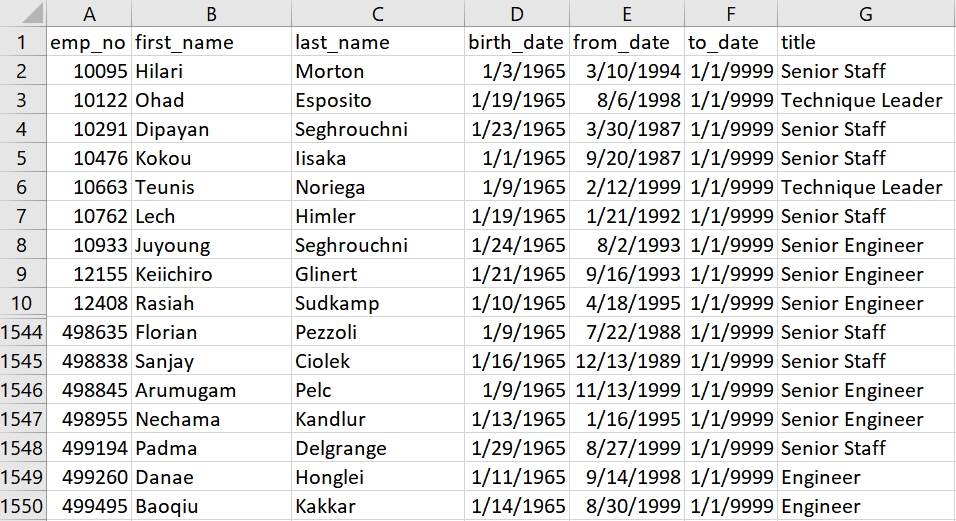 A B C D E F G
1 emp_no first_name last_name birth_date from_date to_date title
2 10095 Hilari Morton 1/3/1965 3/10/1994 1/1/9999 Senior Staff
3 10122 Ohad Esposito 1/19/1965 8/6/1998 1/1/9999 Technique Leader
4 10291 Dipayan Seghrouchni 1/23/1965 3/30/1987 1/1/9999 Senior Staff
5 10476 Kokou Iisaka 1/1/1965 9/20/1987 1/1/9999 Senior Staff
6 10663 Teunis Noriega 1/9/1965 2/12/1999 1/1/9999 Technique Leader
7 10762 Lech Himler 1/19/1965 1/21/1992 1/1/9999 Senior Staff
8 10933 Juyoung Seghrouchni 1/24/1965 8/2/1993 1/1/9999 Senior Engineer
9 12155 Keiichiro Glinert 1/21/1965 9/16/1993 1/1/9999 Senior Engineer
10 12408 Rasiah Sudkamp 1/10/1965 4/18/1995 1/1/9999 Senior Engineer
1544 498635 Florian Pezzoli 1/9/1965 7/22/1988 1/1/9999 Senior Staff
1545 498838 Sanjay Ciolek 1/16/1965 12/13/1989 1/1/9999 Senior Staff
1546 498845 Arumugam Pelc 1/9/1965 11/13/1999 1/1/9999 Senior Engineer
1547 498955 Nechama Kandlur 1/13/1965 1/16/1995 1/1/9999 Senior Engineer
1548 499194 Padma Delgrange 1/29/1965 8/27/1999 1/1/9999 Senior Staff
1549 499260 Danae Honglei 1/11/1965 9/14/1998 1/1/9999 Engineer
1550 499495 Baoqiu Kakkar 1/14/1965 8/30/1999 1/1/9999 Engineer